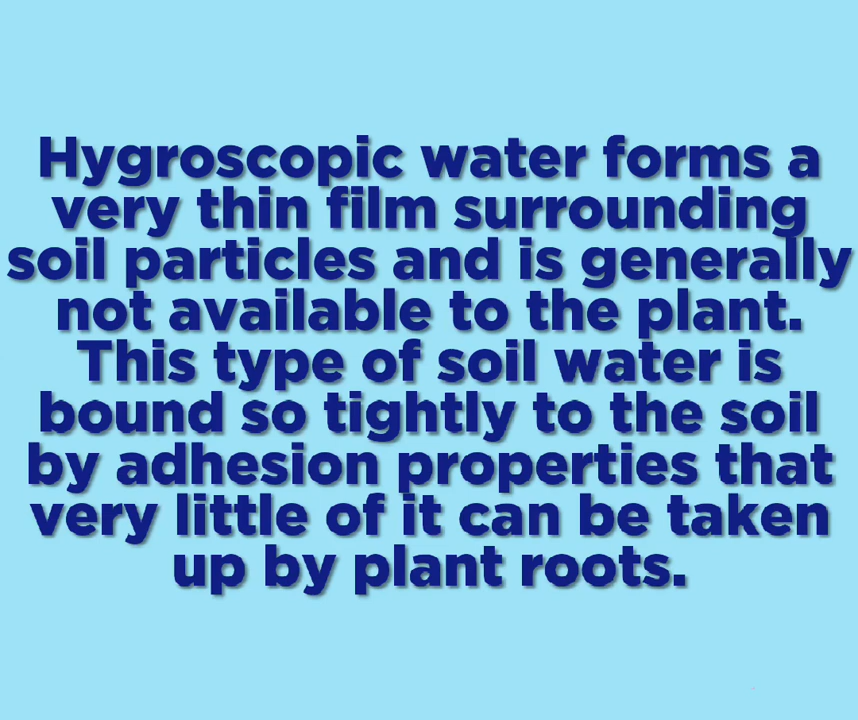 Hygroscopic water forms a
very thin film surrounding
soil particles and is generally
not available to the plant.
This type of soil water is
bound so tightly to the soil
by adhesion properties that
very little of it can be taken
up by plant roots.